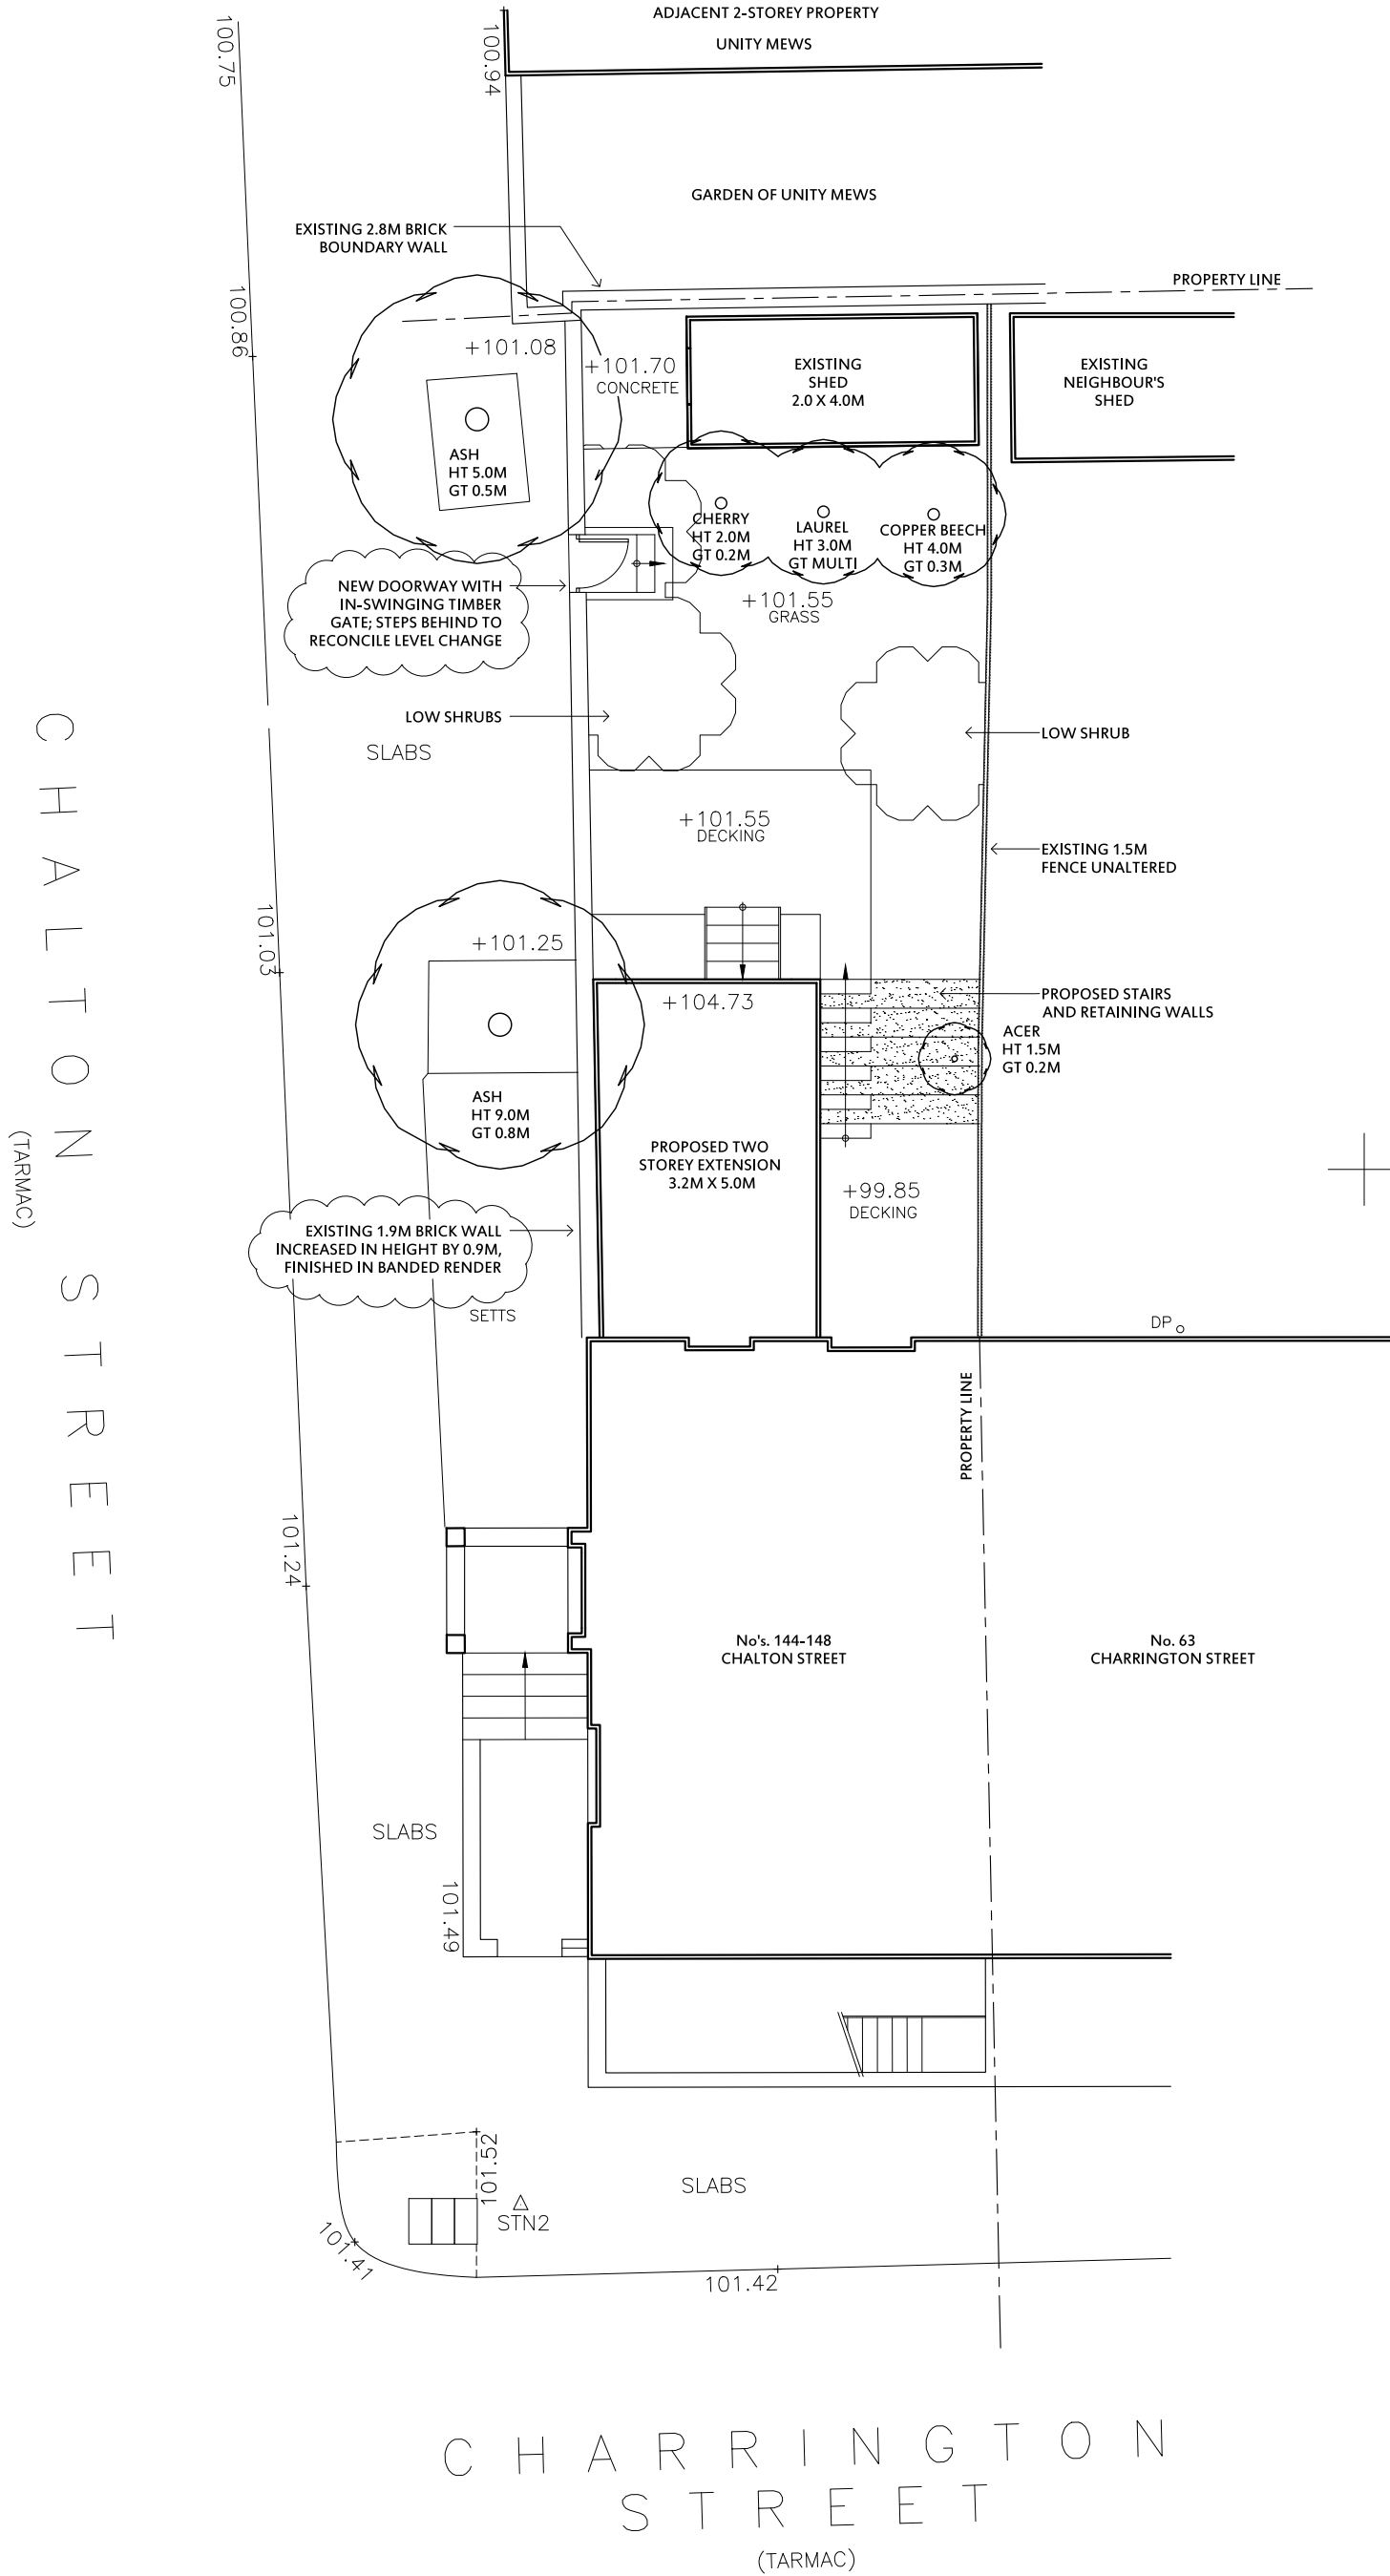 ADJACENT 2-STOREY PROPERTY
UNITY MEWS
100.75
100.94
GARDEN OF UNITY MEWS
EXISTING 2.8M BRICK
BOUNDARY WALL
PROPERTY LINE
100.86
+101.08
+101.70
CONCRETE
EXISTING
SHED
2.0 X 4.0M
EXISTING
NEIGHBOUR'S
SHED
ASH
HT 5.0M
GT 0.5M
CHERRY
HT 2.0M
GT 0.2M
LAUREL
HT 3.0M
GT MULTI
COPPER BEECH
HT 4.0M
GT 0.3M
NEW DOORWAY WITH
IN-SWINGING TIMBER
GATE; STEPS BEHIND TO
RECONCILE LEVEL CHANGE
+101.55
GRASS
LOW SHRUBS
LOW SHRUB
SLABS
+101.55
DECKING
EXISTING 1.5M
FENCE UNALTERED
101.03
+101.25
+104.73
PROPOSED STAIRS
AND RETAINING WALLS
ACER
HT 1.5M
GT 0.2M
ASH
HT 9.0M
GT 0.8M
PROPOSED TWO
STOREY EXTENSION
3.2M X 5.0M
+99.85
DECKING
EXISTING 1.9M BRICK WALL
INCREASED IN HEIGHT BY 0.9M,
FINISHED IN BANDED RENDER
SETTS
DP
CHALTON STREET
(TARMAC)
PROPERTY LINE
101.24
No's. 144-148
CHALTON STREET
No. 63
CHARRINGTON STREET
SLABS
101.49
101.52
STN2
SLABS
101.41
101.42
CHARRINGTON
STREET
(TARMAC)